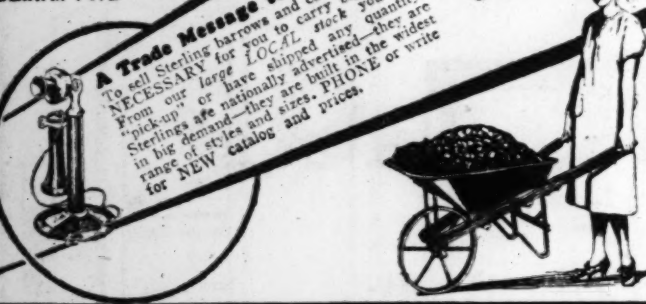 A Trade Message
To sell Sterling barrows and
NECESSARY for you to carry
From our large LOCAL stock
"pick-up" or have shipped any
Sterlings are nationally advertised—they are
in big demand—they are built in the widest
range of styles and sizes. PHONE or write
for NEW catalog and prices.